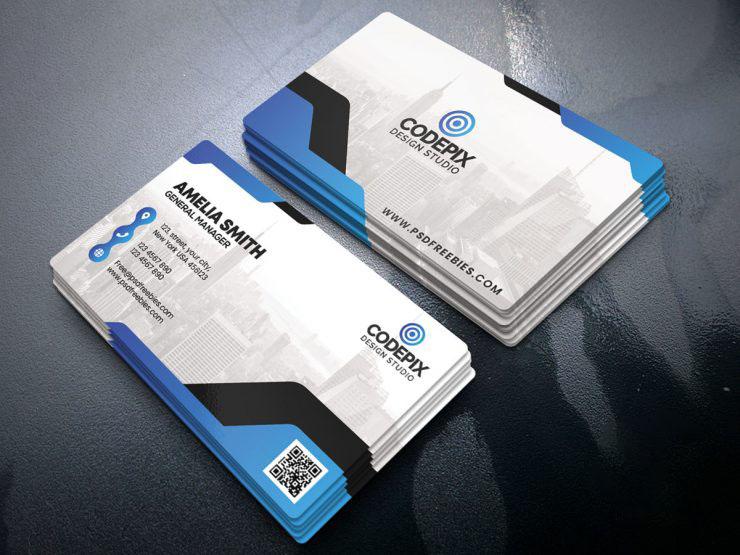 CODEPIX
DESIGN STUDIO
WWW.PSDFREEBIES.COM
AMELIA SMITH
GENERAL MANAGER
123, street, your city,
New York USA 459123
123 4567 890
123 4567 890
Free@psdfreebies.com
www.psdfreebies.com
CODEPIX
DESIGN STUDIO